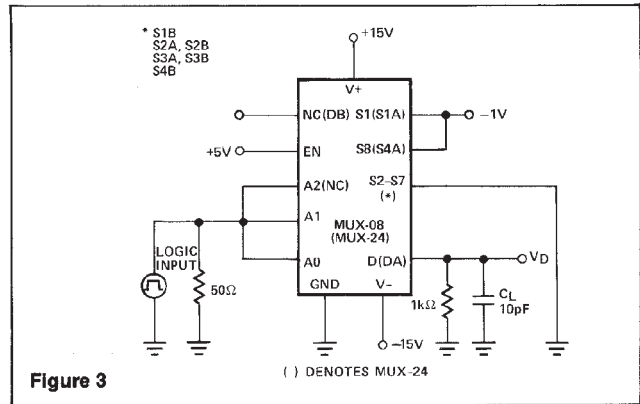 * S1B
S2A, S2B
S3A, S3B
S4B
+15V
V+
NC(DB)
S1(S1A)
-1V
+5V
EN
S8(S4A)
A2(NC)
S2-S7
(*)
A1
MUX-08
(MUX-24)
LOGIC
INPUT
A0
D(DA)
VD
50Ω
GND
V-
1kΩ
CL
10pF
-15V
( ) DENOTES MUX-24
Figure 3